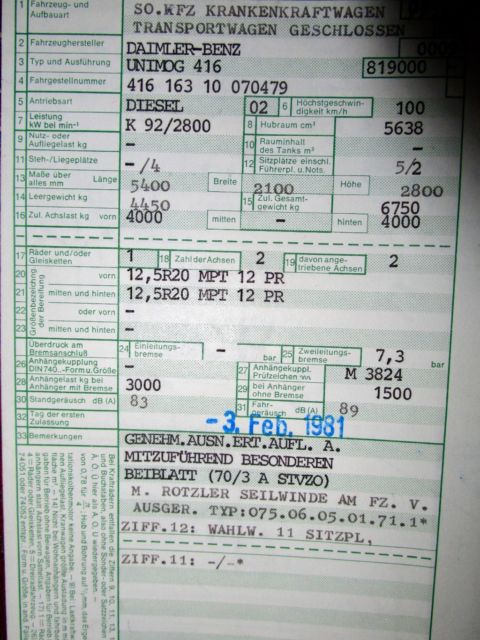 1 Fahrzeug- und Aufbauart SO.KFZ KRANKENKRAFTWAGEN
TRANSPORTWAGEN GESCHLOSSEN
2 Fahrzeughersteller DAIMLER-BENZ 0009
3 Typ und Ausführung UNIMOG 416 819000
4 Fahrgestellnummer 416 163 10 070479
5 Antriebsart DIESEL 02 6 Höchstgeschwindigkeit km/h 100
7 Leistung kW bei min⁻¹ K 92/2800 8 Hubraum cm³ 5638
9 Nutz- oder Aufliegelast kg - 10 Rauminhalt des Tanks m³ -
11 Steh-/Liegeplätze -/4 12 Sitzplätze einschl. Führerpl. u. Nots. 5/2
13 Maße über alles mm Länge 5400 Breite 2100 Höhe 2800
14 Leergewicht kg 4450 15 Zul. Gesamtgewicht kg 6750
16 Zul. Achslast kg vorn 4000 mitten - hinten 4000
17 Räder und/oder Gleisketten 1 18 Zahl der Achsen 2 19 davon angetriebene Achsen 2
Größenbezeichng. der Bereifung
20 vorn 12,5R20 MPT 12 PR
21 mitten und hinten 12,5R20 MPT 12 PR
22 oder vorn -
23 mitten und hinten -
Überdruck am Bremsanschluß 24 Einleitungsbremse - bar 25 Zweileitungsbremse 7,3 bar
26 Anhängekupplung DIN 740..-Form u. Größe - 27 Anhängekuppl. Prüfzeichen M 3824
28 Anhängelast kg bei Anhänger mit Bremse 3000 29 bei Anhänger ohne Bremse 1500
30 Standgeräusch dB (A) 83 31 Fahrgeräusch dB (A) 89
32 Tag der ersten Zulassung -3. Feb. 1981
33 Bemerkungen GENEHM.AUSN.ERT.AUFL. A.
MITZUFÜHREND BESONDEREN
BEIBLATT (70/3 A STVZO)
M. ROTZLER SEILWINDE AM FZ. V.
AUSGER. TYP:075.06.05.01.71.1*
ZIFF.12: WAHLW. 11 SITZPL,
ZIFF.11: -/-*